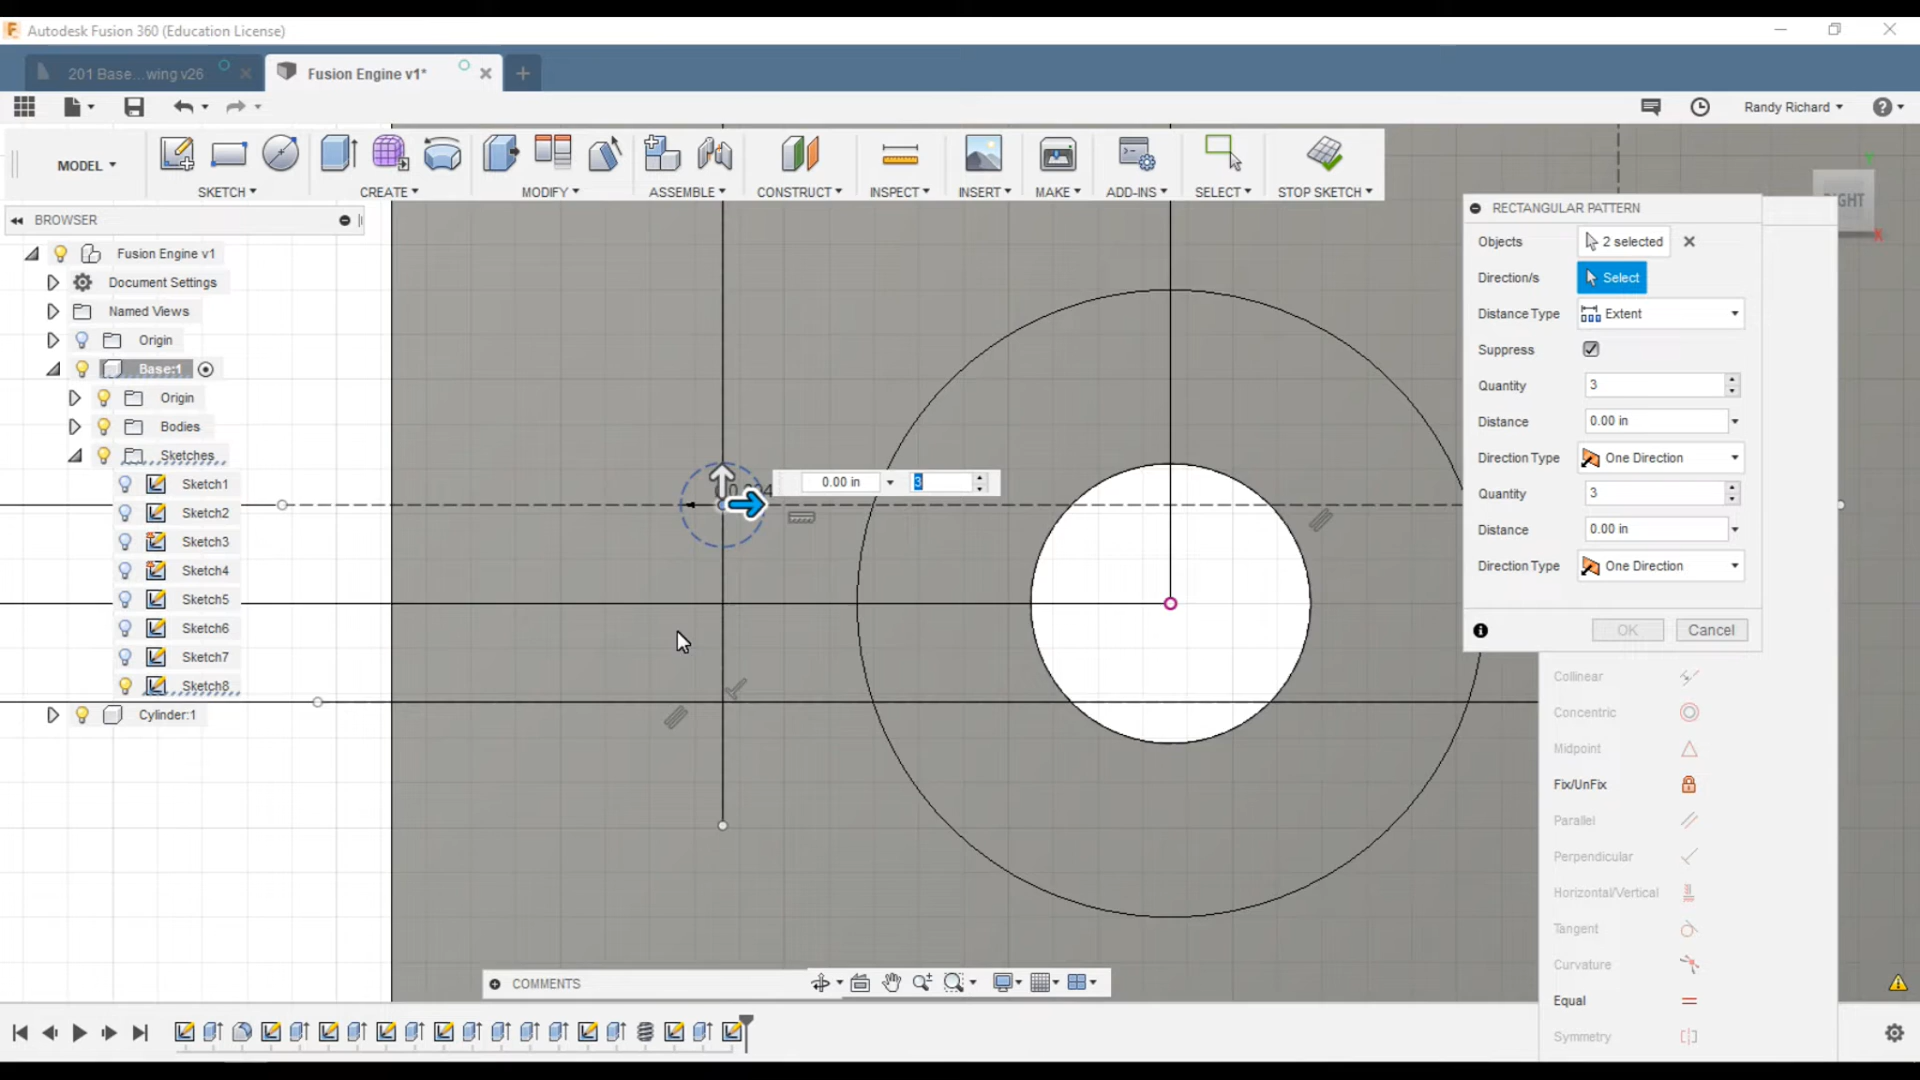 Autodesk Fusion 360 (Education License)
201 Base...wing v26
Fusion Engine v1*
Randy Richard
MODEL
SKETCH
CREATE
MODIFY
ASSEMBLE
CONSTRUCT
INSPECT
INSERT
MAKE
ADD-INS
SELECT
STOP SKETCH
BROWSER
Fusion Engine v1
Document Settings
Named Views
Origin
Base:1
Origin
Bodies
Sketches
Sketch1
Sketch2
Sketch3
Sketch4
Sketch5
Sketch6
Sketch7
Sketch8
Cylinder:1
0.00 in
3
RECTANGULAR PATTERN
Objects 2 selected
Direction/s Select
Distance Type Extent
Suppress
Quantity 3
Distance 0.00 in
Direction Type One Direction
Quantity 3
Distance 0.00 in
Direction Type One Direction
OK Cancel
Collinear
Concentric
Midpoint
Fix/UnFix
Parallel
Perpendicular
Horizontal/Vertical
Tangent
Curvature
Equal
Symmetry
COMMENTS